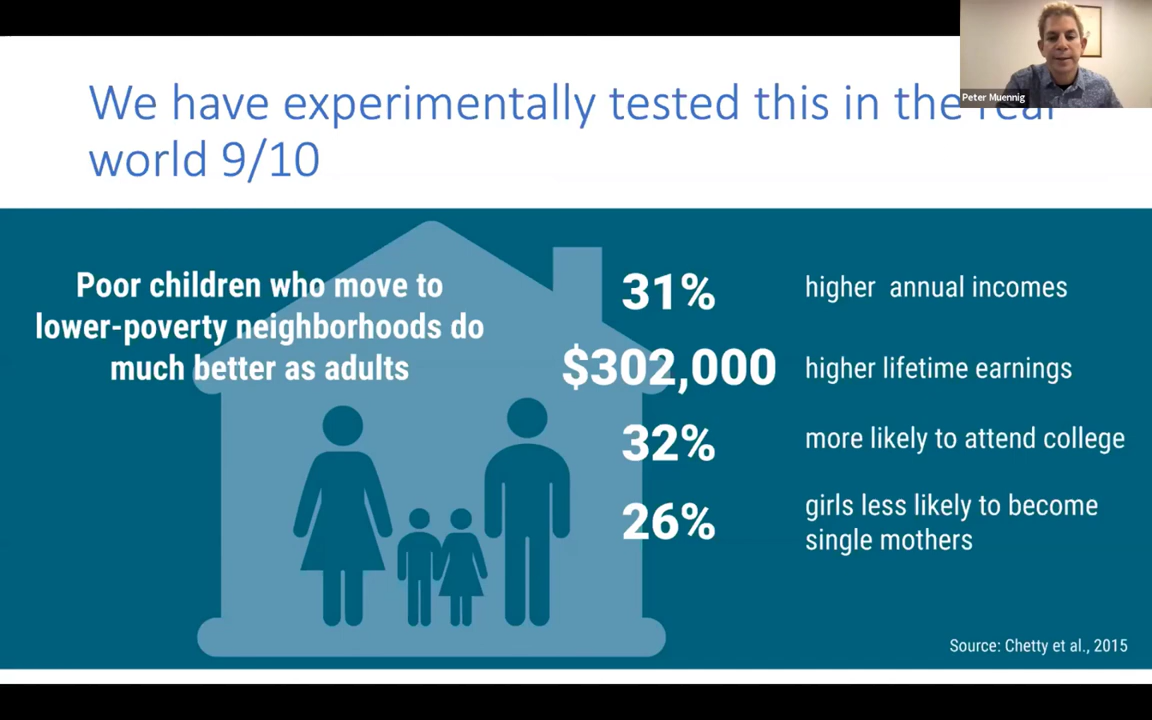 We have experimentally tested this in the real
world 9/10
Peter Muennig
Poor children who move to
lower-poverty neighborhoods do
much better as adults
31% higher annual incomes
$302,000 higher lifetime earnings
32% more likely to attend college
26% girls less likely to become
single mothers
Source: Chetty et al., 2015